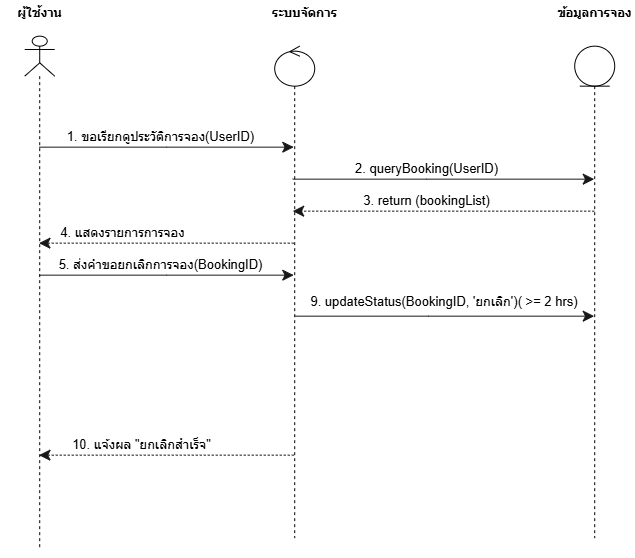 ผู้ใช้งาน
ระบบจัดการ
ข้อมูลการจอง
1. ขอเรียกดูประวัติการจอง(UserID)
2. queryBooking(UserID)
3. return (bookingList)
4. แสดงรายการการจอง
5. ส่งคำขอยกเลิกการจอง(BookingID)
9. updateStatus(BookingID, 'ยกเลิก')( >= 2 hrs)
10. แจ้งผล "ยกเลิกสำเร็จ"